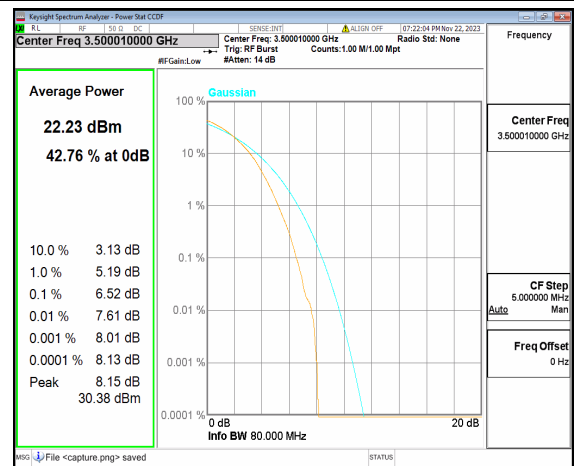 Keysight Spectrum Analyzer - Power Stat CCDF
RL RF 50 Ω DC SENSE:INT ALIGN OFF 07:22:04 PM Nov 22, 2023
Center Freq 3.500010000 GHz
Center Freq: 3.500010000 GHz Radio Std: None
Trig: RF Burst Counts:1.00 M/1.00 Mpt
#IFGain:Low #Atten: 14 dB
Frequency
Average Power
22.23 dBm
42.76 % at 0dB
10.0 % 3.13 dB
1.0 % 5.19 dB
0.1 % 6.52 dB
0.01 % 7.61 dB
0.001 % 8.01 dB
0.0001 % 8.13 dB
Peak 8.15 dB
30.38 dBm
Gaussian
100 %
10 %
1 %
0.1 %
0.01 %
0.001 %
0.0001 %
0 dB 20 dB
Info BW 80.000 MHz
Center Freq
3.500010000 GHz
CF Step
5.000000 MHz
Auto Man
Freq Offset
0 Hz
MSG File <capture.png> saved STATUS